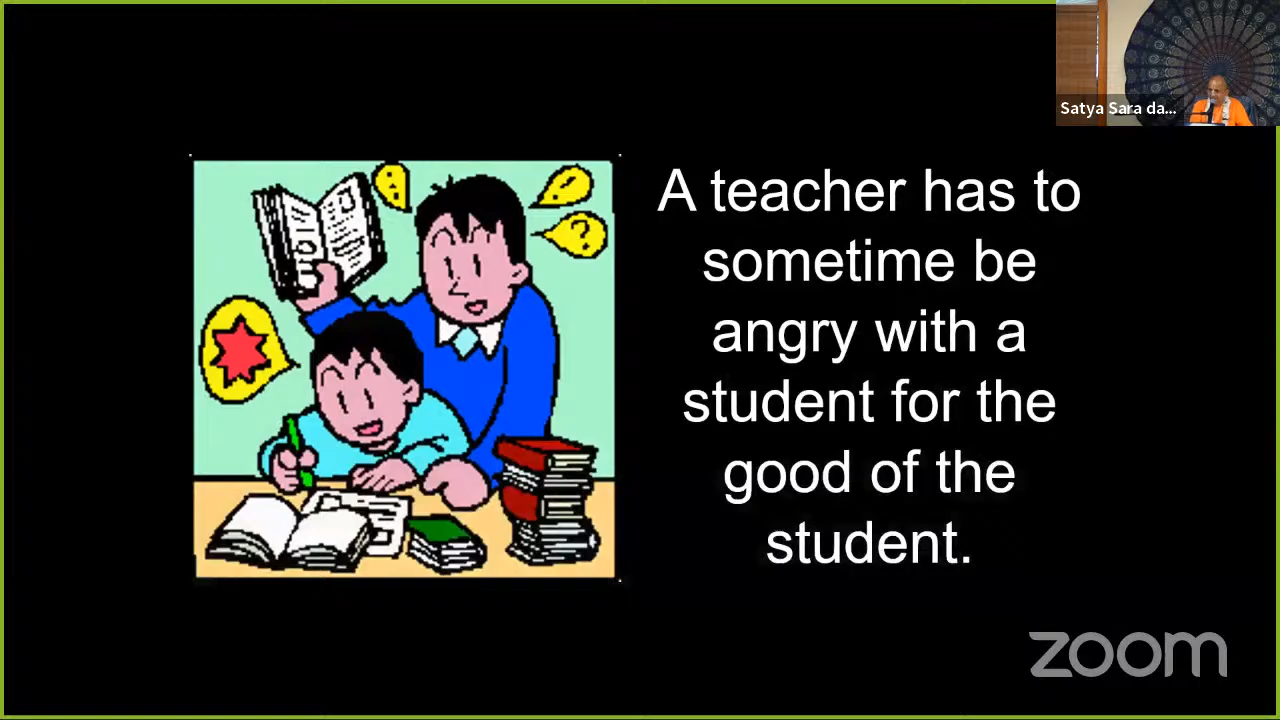 Satya Sara da...
A teacher has to
sometime be
angry with a
student for the
good of the
student.
?
zoom